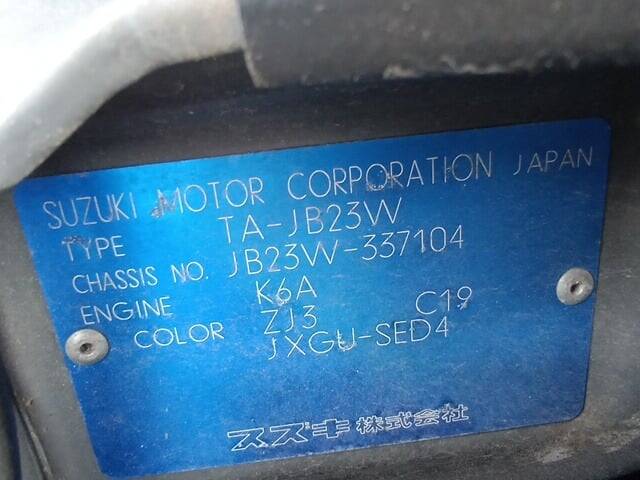 SUZUKI MOTOR CORPORATION JAPAN
TYPE TA-JB23W
CHASSIS NO. JB23W-337104
ENGINE K6A
COLOR ZJ3 C19
JXGU-SED4
スズキ株式会社